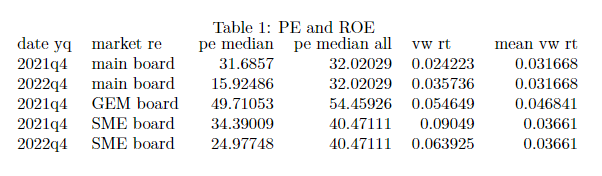 Table 1: PE and ROE
date yq market re pe median pe median all vw rt mean vw rt
2021q4 main board 31.6857 32.02029 0.024223 0.031668
2022q4 main board 15.92486 32.02029 0.035736 0.031668
2021q4 GEM board 49.71053 54.45926 0.054649 0.046841
2021q4 SME board 34.39009 40.47111 0.09049 0.03661
2022q4 SME board 24.97748 40.47111 0.063925 0.03661